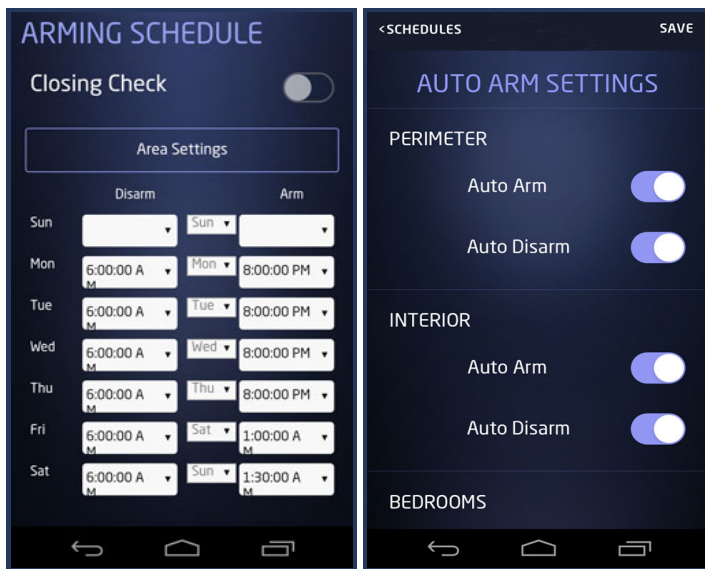 ARMING SCHEDULE
Closing Check
Area Settings
Disarm Arm
Sun Sun
Mon 6:00:00 A
M Mon 8:00:00 PM
Tue 6:00:00 A
M Tue 8:00:00 PM
Wed 6:00:00 A
M Wed 8:00:00 PM
Thu 6:00:00 A
M Thu 8:00:00 PM
Fri 6:00:00 A
M Sat 1:00:00 A
M
Sat 6:00:00 A
M Sun 1:30:00 A
M
<SCHEDULES SAVE
AUTO ARM SETTINGS
PERIMETER
Auto Arm
Auto Disarm
INTERIOR
Auto Arm
Auto Disarm
BEDROOMS